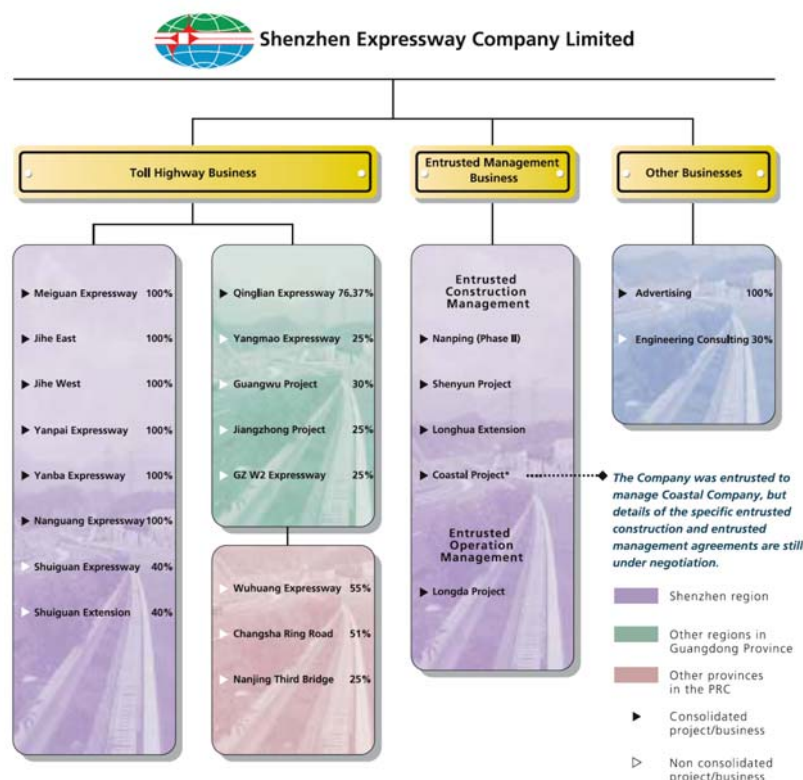 Shenzhen Expressway Company Limited
Toll Highway Business
Entrusted Management
Business
Other Businesses
Meiguan Expressway 100%
Jihe East 100%
Jihe West 100%
Yanpai Expressway 100%
Yanba Expressway 100%
Nanguang Expressway 100%
Shuiguan Expressway 40%
Shuiguan Extension 40%
Qinglian Expressway 76.37%
Yangmao Expressway 25%
Guangwu Project 30%
Jiangzhong Project 25%
GZ W2 Expressway 25%
Wuhuang Expressway 55%
Changsha Ring Road 51%
Nanjing Third Bridge 25%
Entrusted
Construction
Management
Nanping (Phase II)
Shenyun Project
Longhua Extension
Coastal Project*
Entrusted
Operation
Management
Longda Project
Advertising 100%
Engineering Consulting 30%
The Company was entrusted to
manage Coastal Company, but
details of the specific entrusted
construction and entrusted
management agreements are still
under negotiation.
Shenzhen region
Other regions in
Guangdong Province
Other provinces
in the PRC
Consolidated
project/business
Non consolidated
project/business